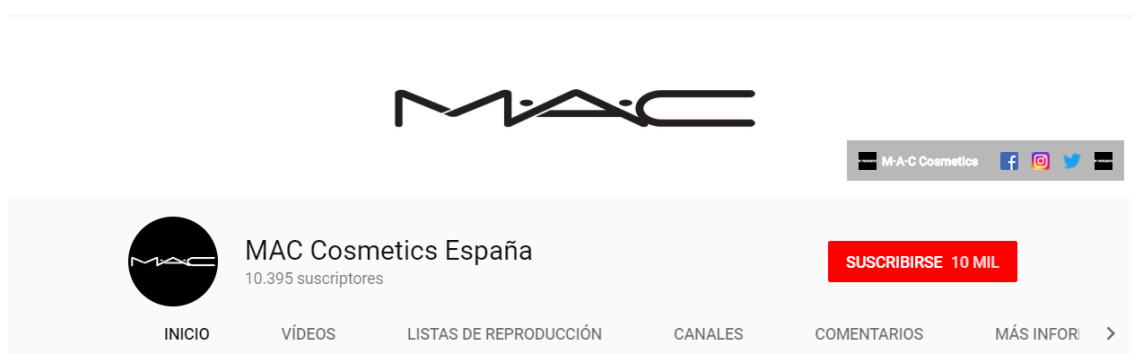 M·A·C
M·A·C Cosmetics
MAC
MAC Cosmetics España
10.395 suscriptores
SUSCRIBIRSE 10 MIL
INICIO VÍDEOS LISTAS DE REPRODUCCIÓN CANALES COMENTARIOS MÁS INFOR